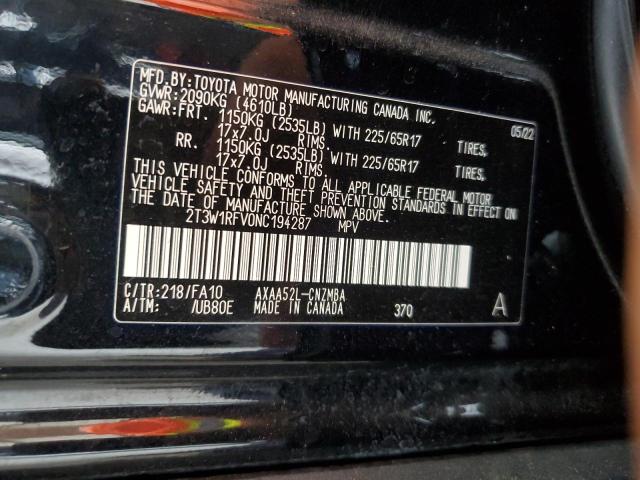 MFD. BY: TOYOTA MOTOR MANUFACTURING CANADA INC.
GVWR: 2090KG (4610LB) 05/22
GAWR: FRT. 1150KG (2535LB) WITH 225/65R17 TIRES,
17x7.0J RIMS,
RR. 1150KG (2535LB) WITH 225/65R17 TIRES,
17x7.0J RIMS.
THIS VEHICLE CONFORMS TO ALL APPLICABLE FEDERAL MOTOR
VEHICLE SAFETY AND THEFT PREVENTION STANDARDS IN EFFECT ON
THE DATE OF MANUFACTURE SHOWN ABOVE.
2T3W1RFV0NC194287 MPV
C/TR: 218/FA10 AXAA52L-CNZMBA
A/TM: /UB80E MADE IN CANADA 370 A